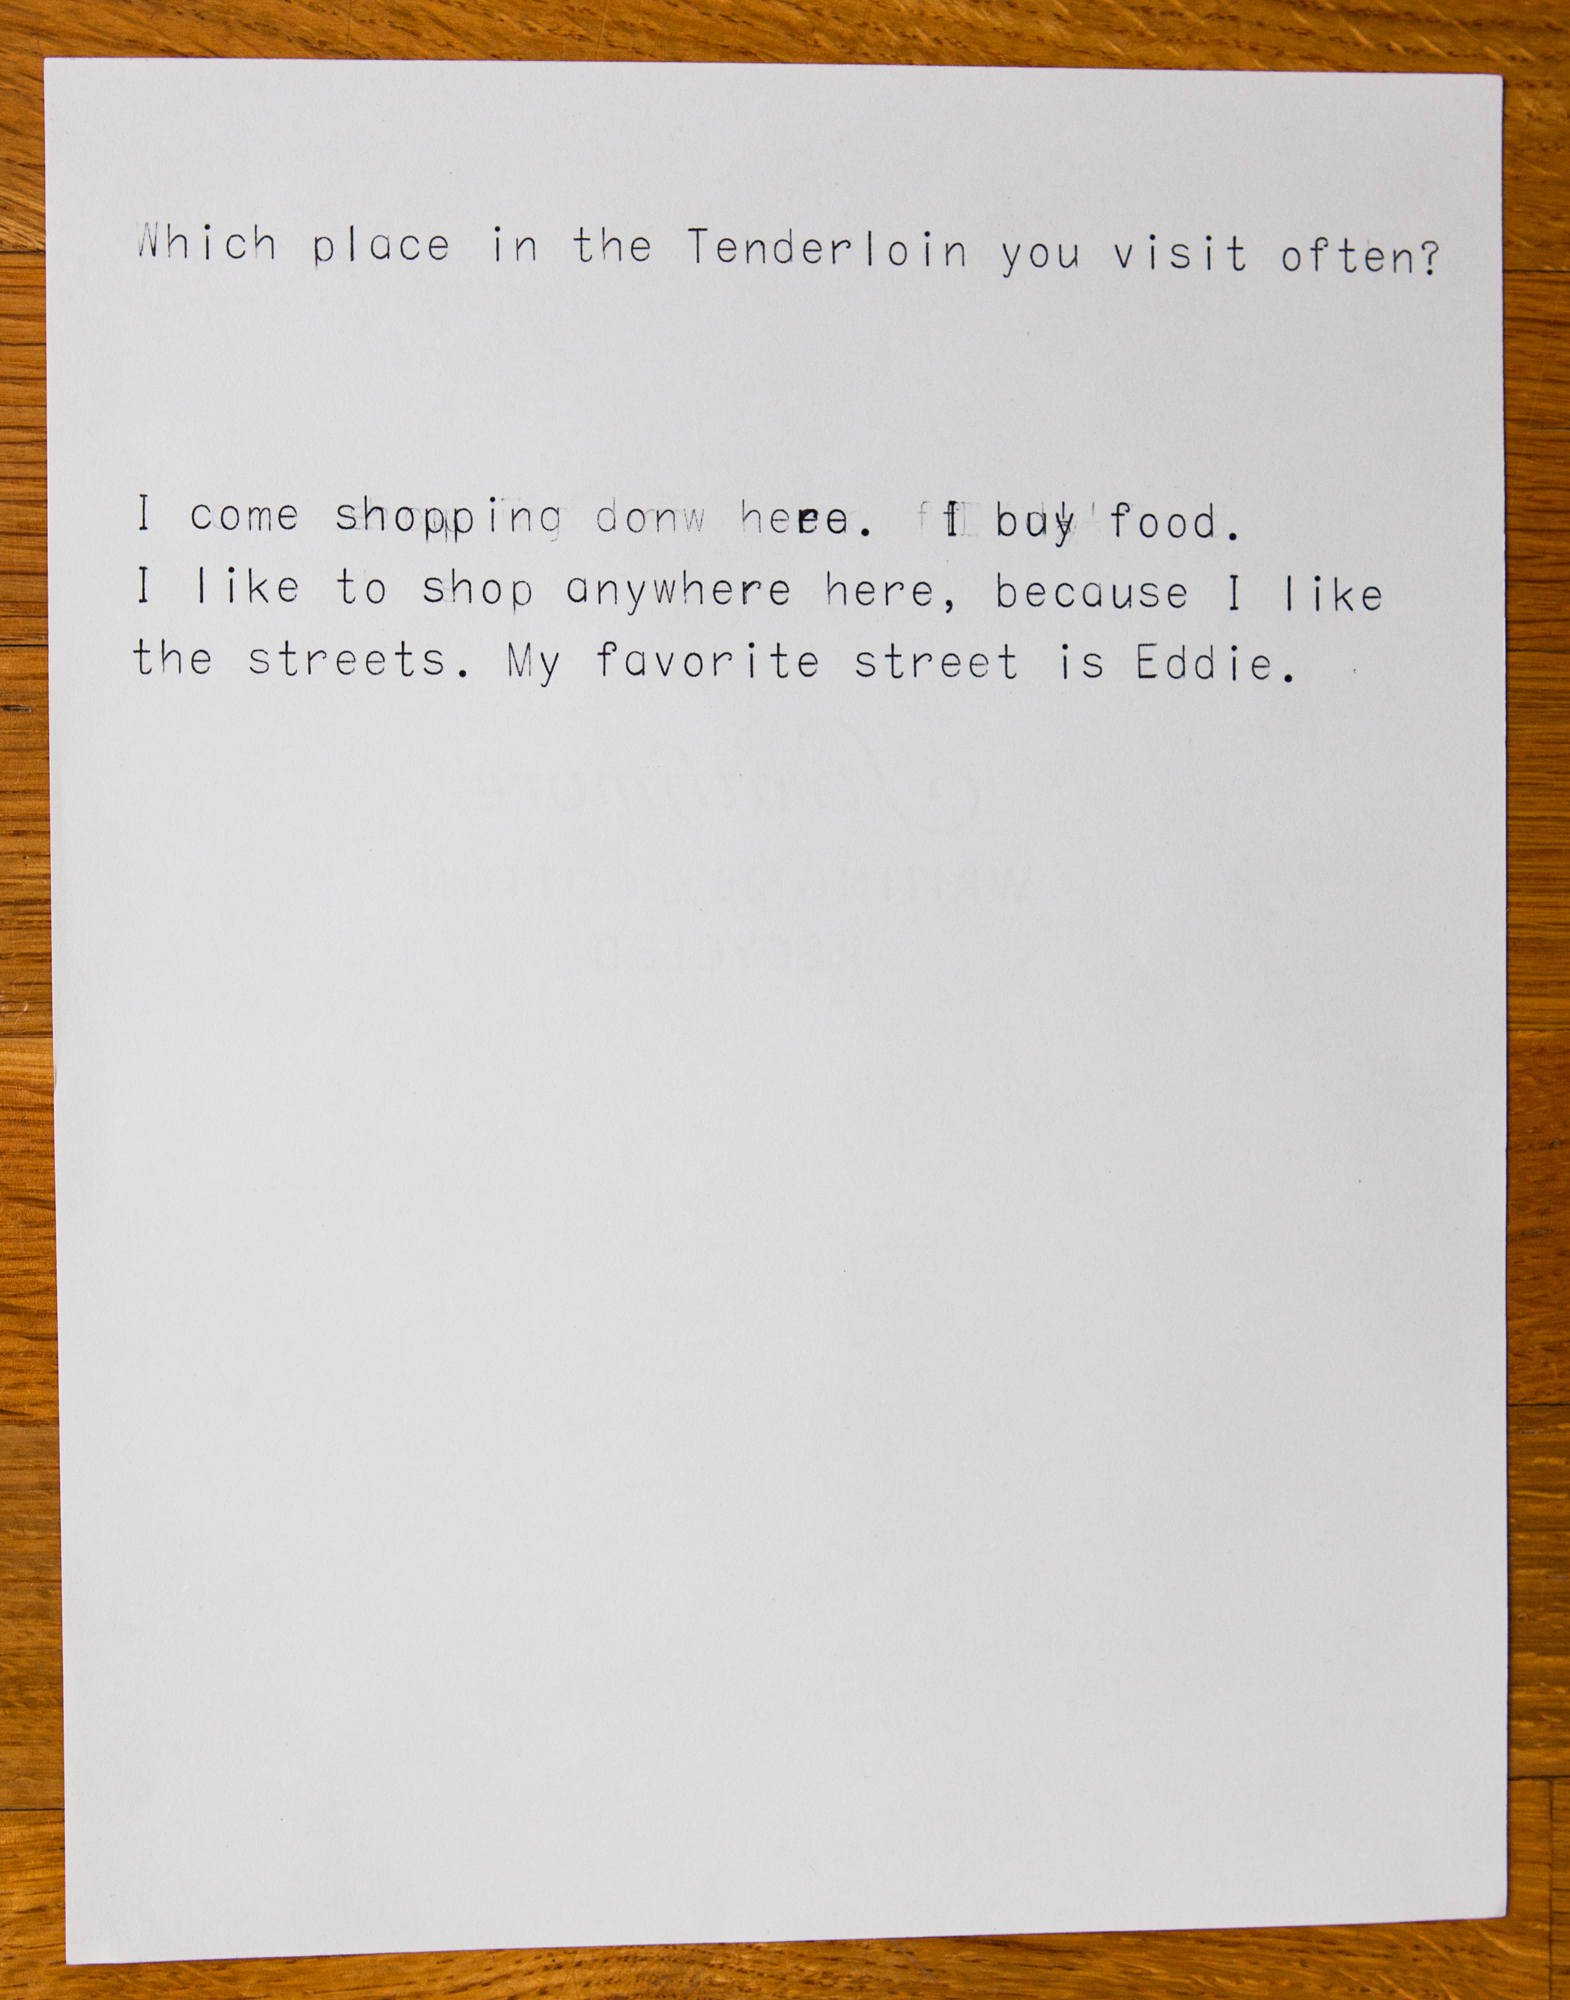 Which place in the Tenderloin you visit often?
I come shopping donw here. I buy food.
I like to shop anywhere here, because I like
the streets. My favorite street is Eddie.